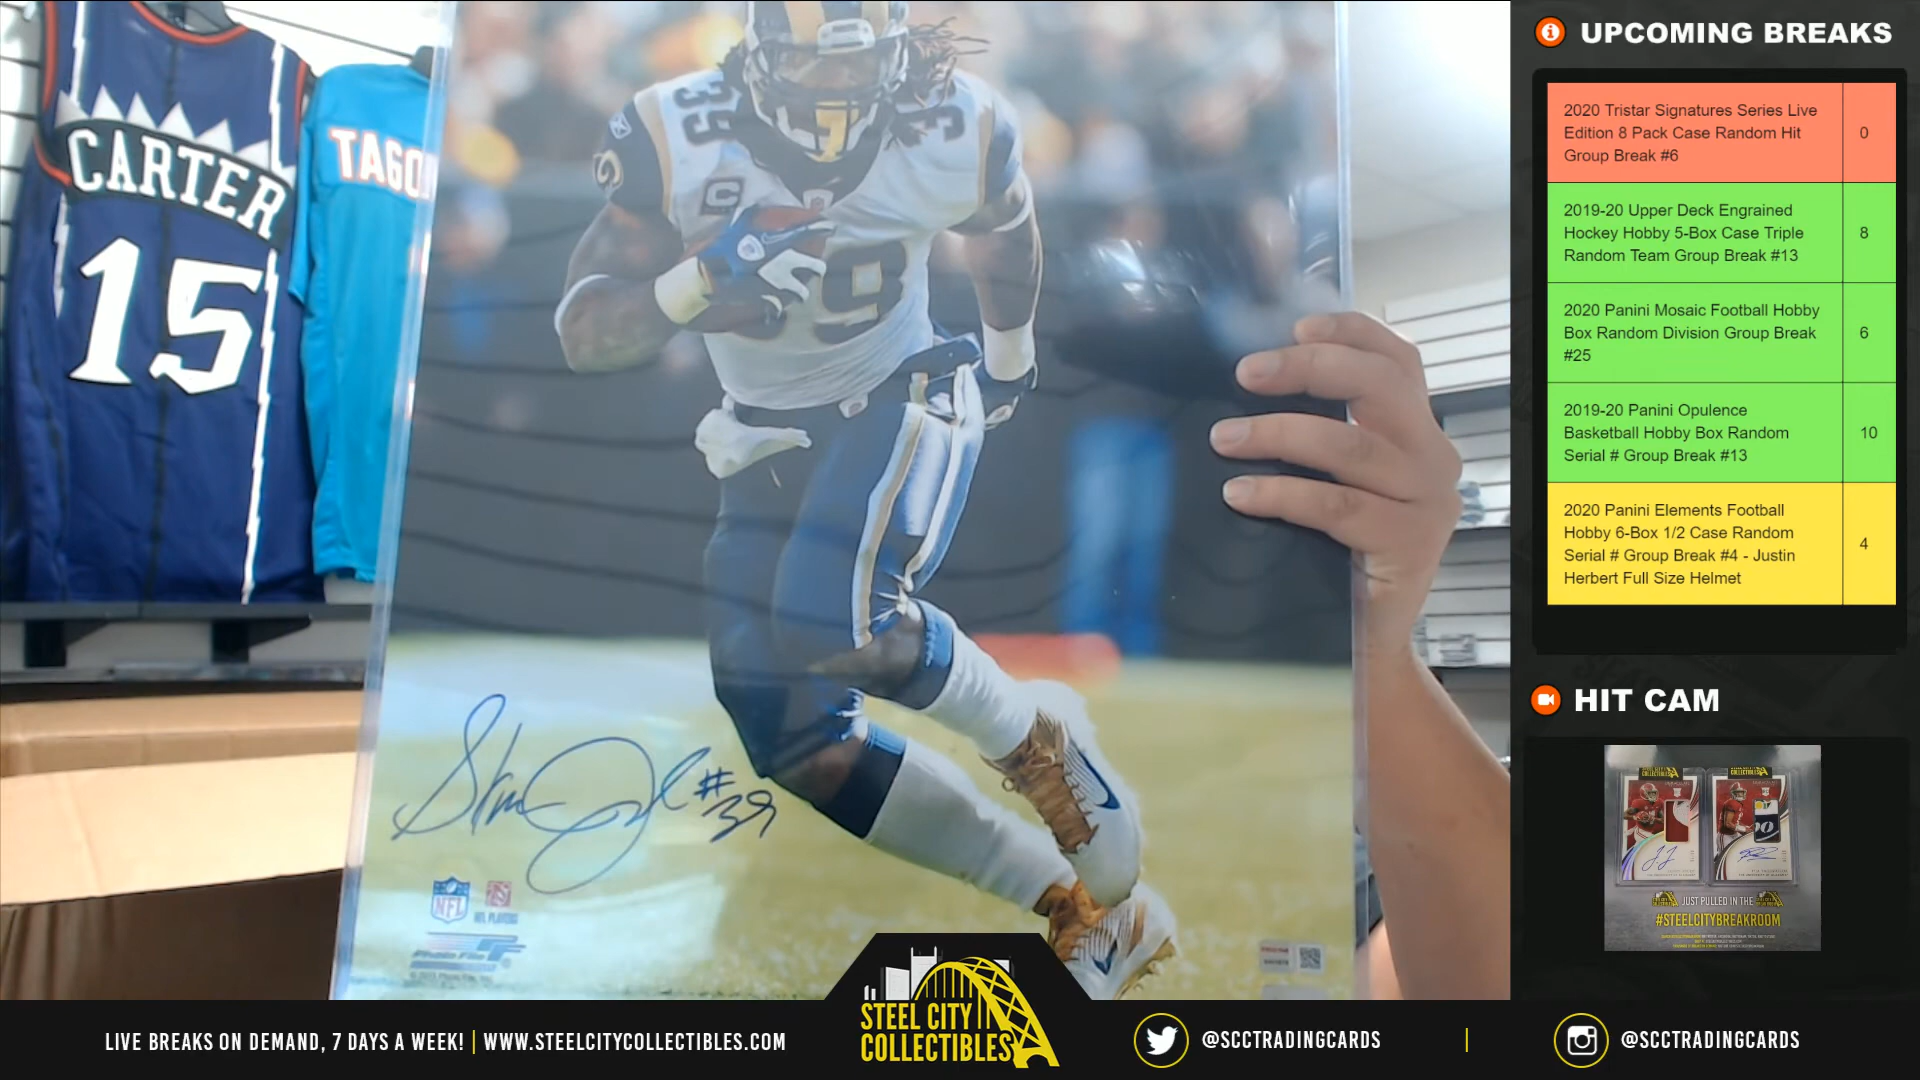 UPCOMING BREAKS
2020 Tristar Signatures Series Live
Edition 8 Pack Case Random Hit
Group Break #6
0
2019-20 Upper Deck Engrained
Hockey Hobby 5-Box Case Triple
Random Team Group Break #13
8
2020 Panini Mosaic Football Hobby
Box Random Division Group Break
#25
6
2019-20 Panini Opulence
Basketball Hobby Box Random
Serial # Group Break #13
10
2020 Panini Elements Football
Hobby 6-Box 1/2 Case Random
Serial # Group Break #4 - Justin
Herbert Full Size Helmet
4
HIT CAM
JUST PULLED IN THE
#STEELCITYBREAKROOM
CARTER
15
TAGO
39
39
C
39
#39
NFL
NFL PLAYERS
Photo File
STEEL CITY
COLLECTIBLES
LIVE BREAKS ON DEMAND, 7 DAYS A WEEK! | WWW.STEELCITYCOLLECTIBLES.COM
@SCCTRADINGCARDS |
@SCCTRADINGCARDS